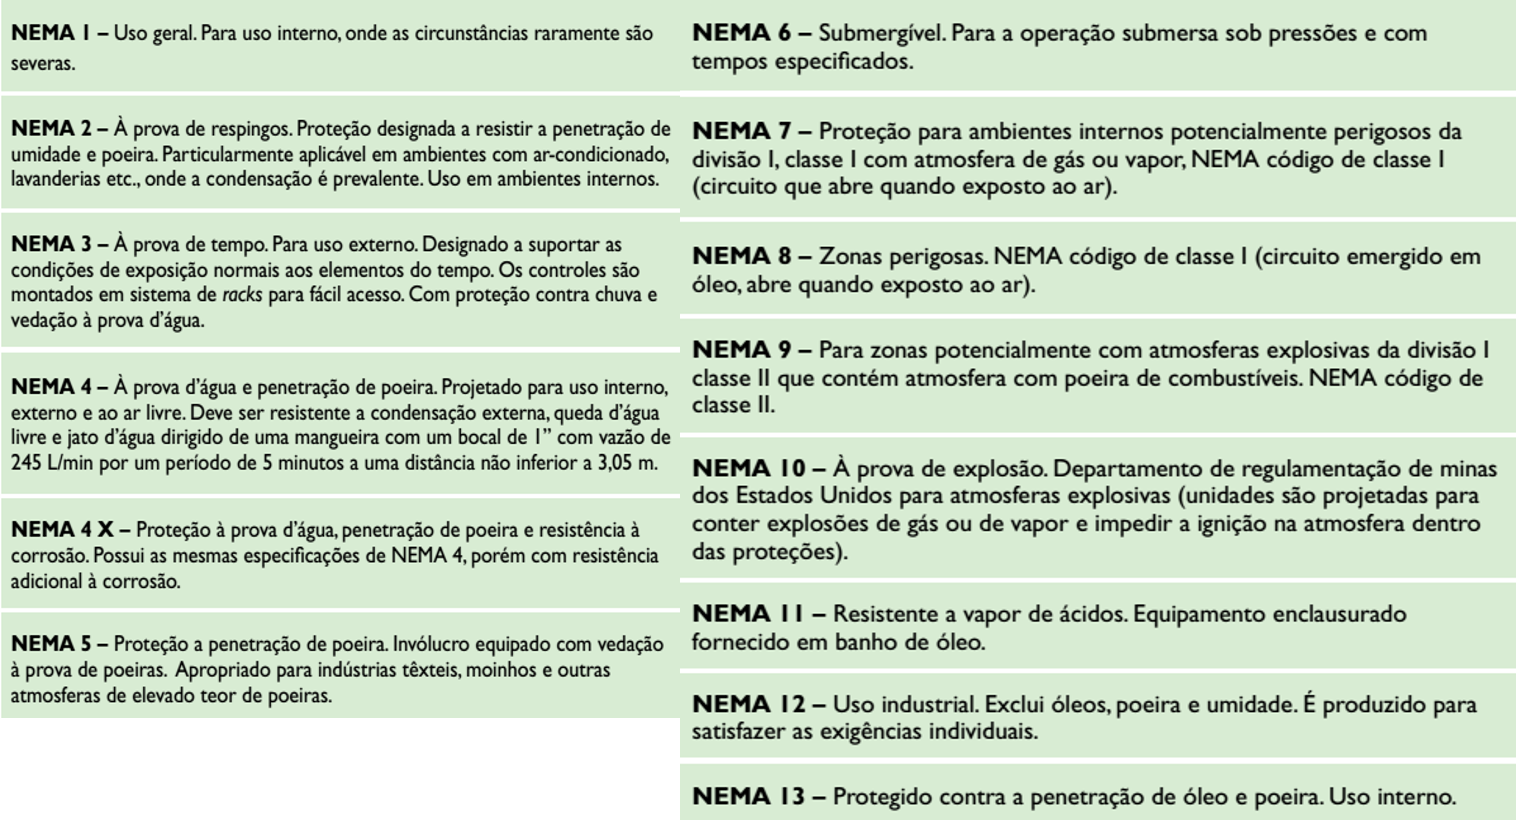 NEMA 1 – Uso geral. Para uso interno, onde as circunstâncias raramente são
severas.
NEMA 2 – À prova de respingos. Proteção designada a resistir a penetração de
umidade e poeira. Particularmente aplicável em ambientes com ar-condicionado,
lavanderias etc., onde a condensação é prevalente. Uso em ambientes internos.
NEMA 3 – À prova de tempo. Para uso externo. Designado a suportar as
condições de exposição normais aos elementos do tempo. Os controles são
montados em sistema de racks para fácil acesso. Com proteção contra chuva e
vedação à prova d'água.
NEMA 4 – À prova d'água e penetração de poeira. Projetado para uso interno,
externo e ao ar livre. Deve ser resistente a condensação externa, queda d'água
livre e jato d'água dirigido de uma mangueira com um bocal de 1” com vazão de
245 L/min por um período de 5 minutos a uma distância não inferior a 3,05 m.
NEMA 4 X – Proteção à prova d'água, penetração de poeira e resistência à
corrosão. Possui as mesmas especificações de NEMA 4, porém com resistência
adicional à corrosão.
NEMA 5 – Proteção a penetração de poeira. Invólucro equipado com vedação
à prova de poeiras. Apropriado para indústrias têxteis, moinhos e outras
atmosferas de elevado teor de poeiras.
NEMA 6 – Submergível. Para a operação submersa sob pressões e com
tempos especificados.
NEMA 7 – Proteção para ambientes internos potencialmente perigosos da
divisão I, classe I com atmosfera de gás ou vapor, NEMA código de classe I
(circuito que abre quando exposto ao ar).
NEMA 8 – Zonas perigosas. NEMA código de classe I (circuito emergido em
óleo, abre quando exposto ao ar).
NEMA 9 – Para zonas potencialmente com atmosferas explosivas da divisão I
classe II que contém atmosfera com poeira de combustíveis. NEMA código de
classe II.
NEMA 10 – À prova de explosão. Departamento de regulamentação de minas
dos Estados Unidos para atmosferas explosivas (unidades são projetadas para
conter explosões de gás ou de vapor e impedir a ignição na atmosfera dentro
das proteções).
NEMA 11 – Resistente a vapor de ácidos. Equipamento enclausurado
fornecido em banho de óleo.
NEMA 12 – Uso industrial. Exclui óleos, poeira e umidade. É produzido para
satisfazer as exigências individuais.
NEMA 13 – Protegido contra a penetração de óleo e poeira. Uso interno.